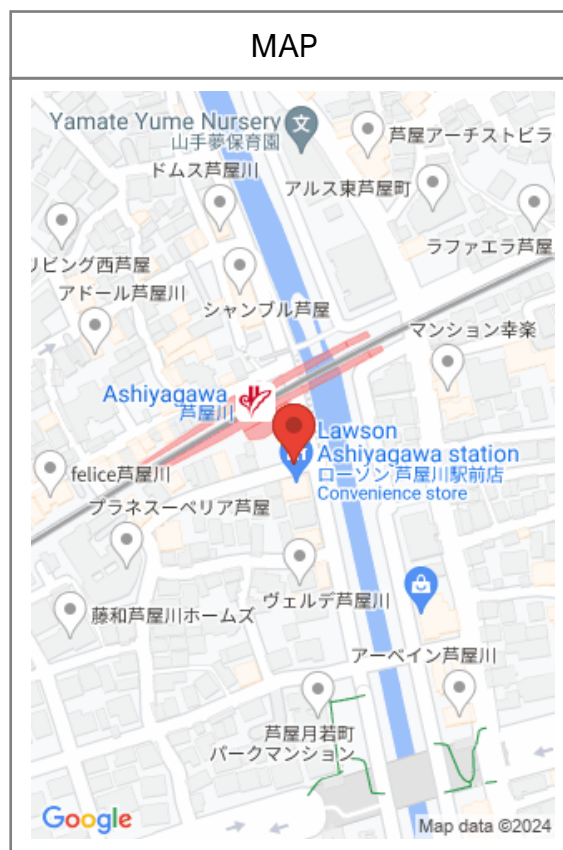 MAP
Yamate Yume Nursery
山手夢保育園
文
芦屋アーチストビラ
ドムス芦屋川
アルス東芦屋町
ラファエラ芦屋
リビング西芦屋
アドール芦屋川
シャンブル芦屋
マンション幸楽
Ashiyagawa
芦屋川
Lawson
Ashiyagawa station
ローソン 芦屋川駅前店
Convenience store
felice芦屋川
プラネスーペリア芦屋
ヴェルデ芦屋川
藤和芦屋川ホームズ
アーベイン芦屋川
芦屋月若町
パークマンション
Google
Map data ©2024